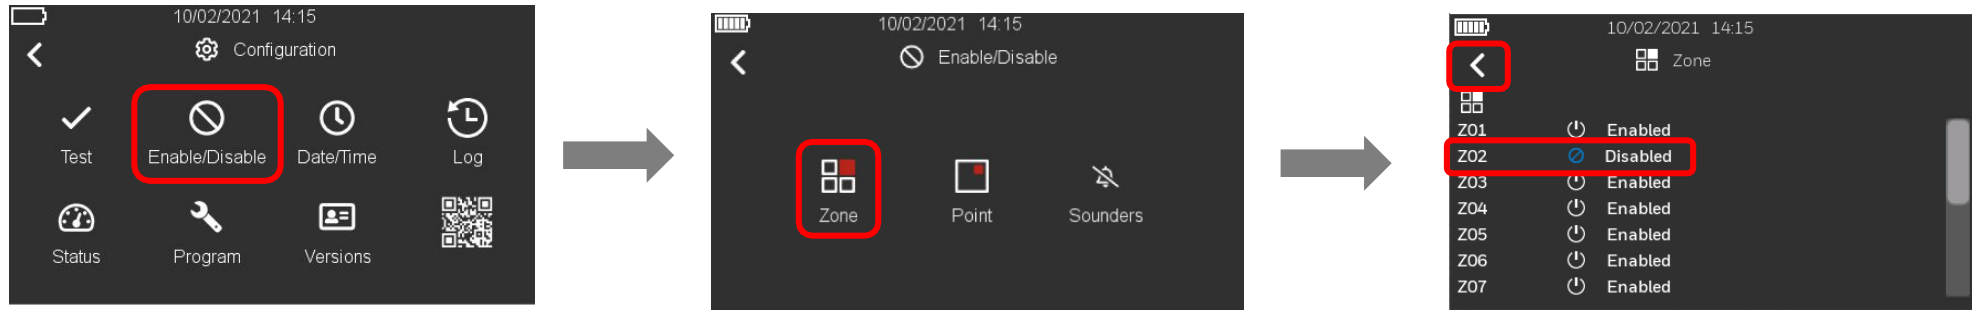 10/02/2021 14:15
Configuration
Test
Enable/Disable
Date/Time
Log
Status
Program
Versions
10/02/2021 14:15
Enable/Disable
Zone
Point
Sounders
10/02/2021 14:15
Zone
Z01 Enabled
Z02 Disabled
Z03 Enabled
Z04 Enabled
Z05 Enabled
Z06 Enabled
Z07 Enabled